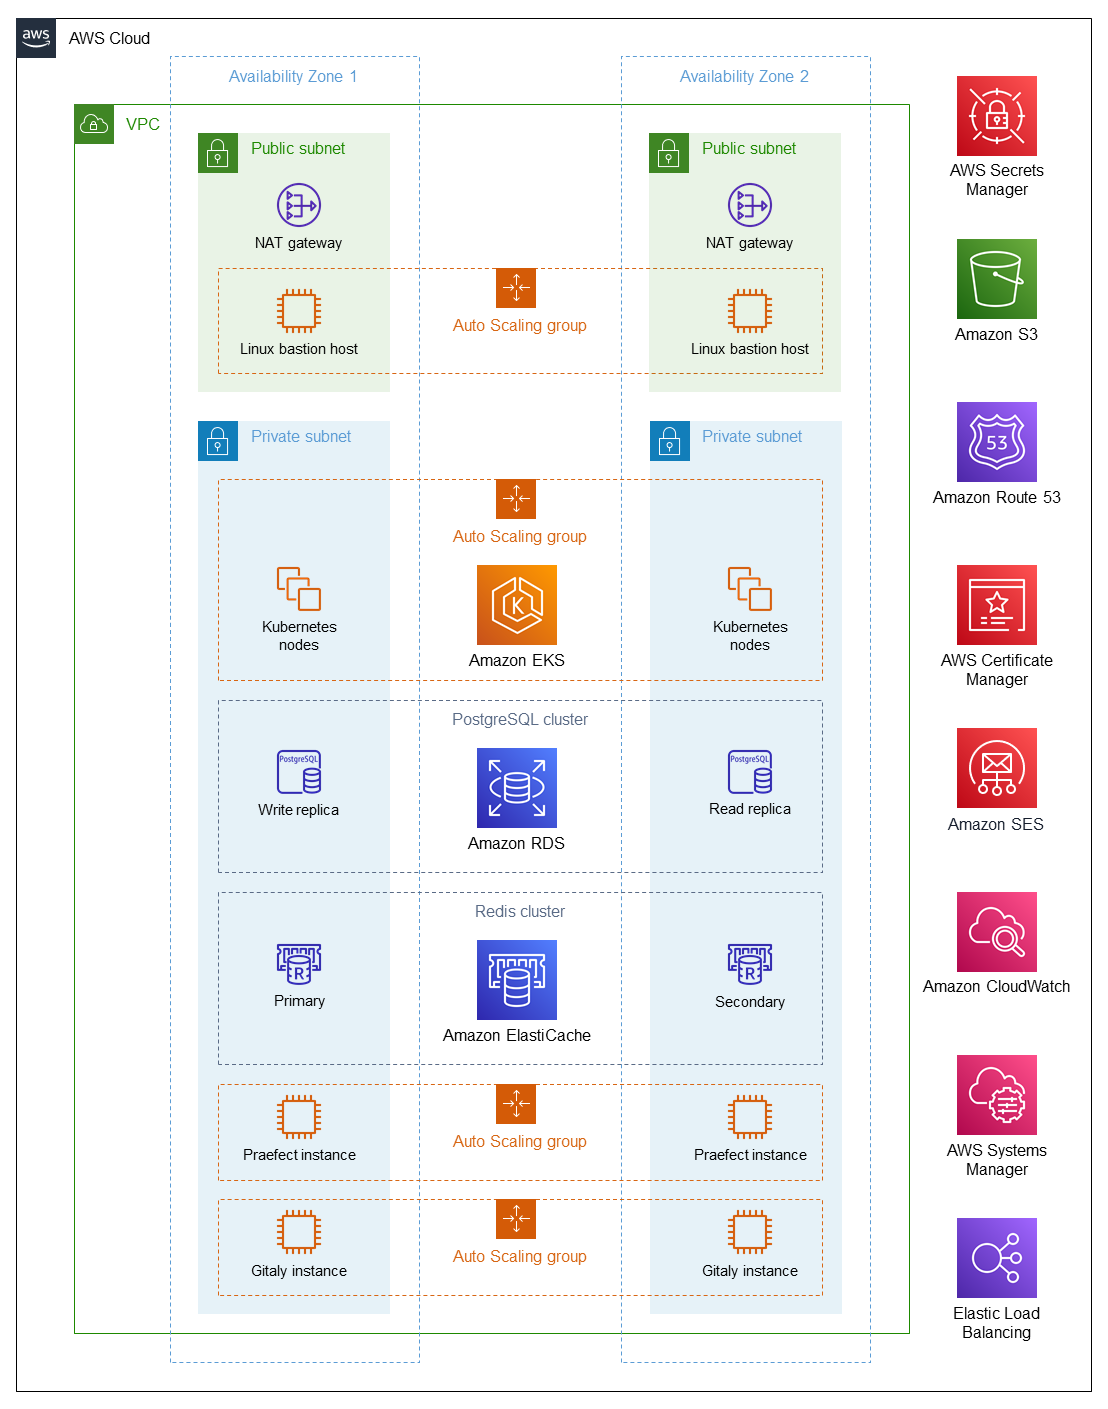 aws
AWS Cloud
Availability Zone 1
Availability Zone 2
VPC
Public subnet
Public subnet
NAT gateway
NAT gateway
Auto Scaling group
Linux bastion host
Linux bastion host
Private subnet
Private subnet
Auto Scaling group
Kubernetes
nodes
K
Amazon EKS
Kubernetes
nodes
PostgreSQL cluster
PostgreSQL
Write replica
Amazon RDS
PostgreSQL
Read replica
Redis cluster
R
Primary
Amazon ElastiCache
R
Secondary
Auto Scaling group
Praefect instance
Praefect instance
Auto Scaling group
Gitaly instance
Gitaly instance
AWS Secrets
Manager
Amazon S3
53
Amazon Route 53
AWS Certificate
Manager
Amazon SES
Amazon CloudWatch
AWS Systems
Manager
Elastic Load
Balancing